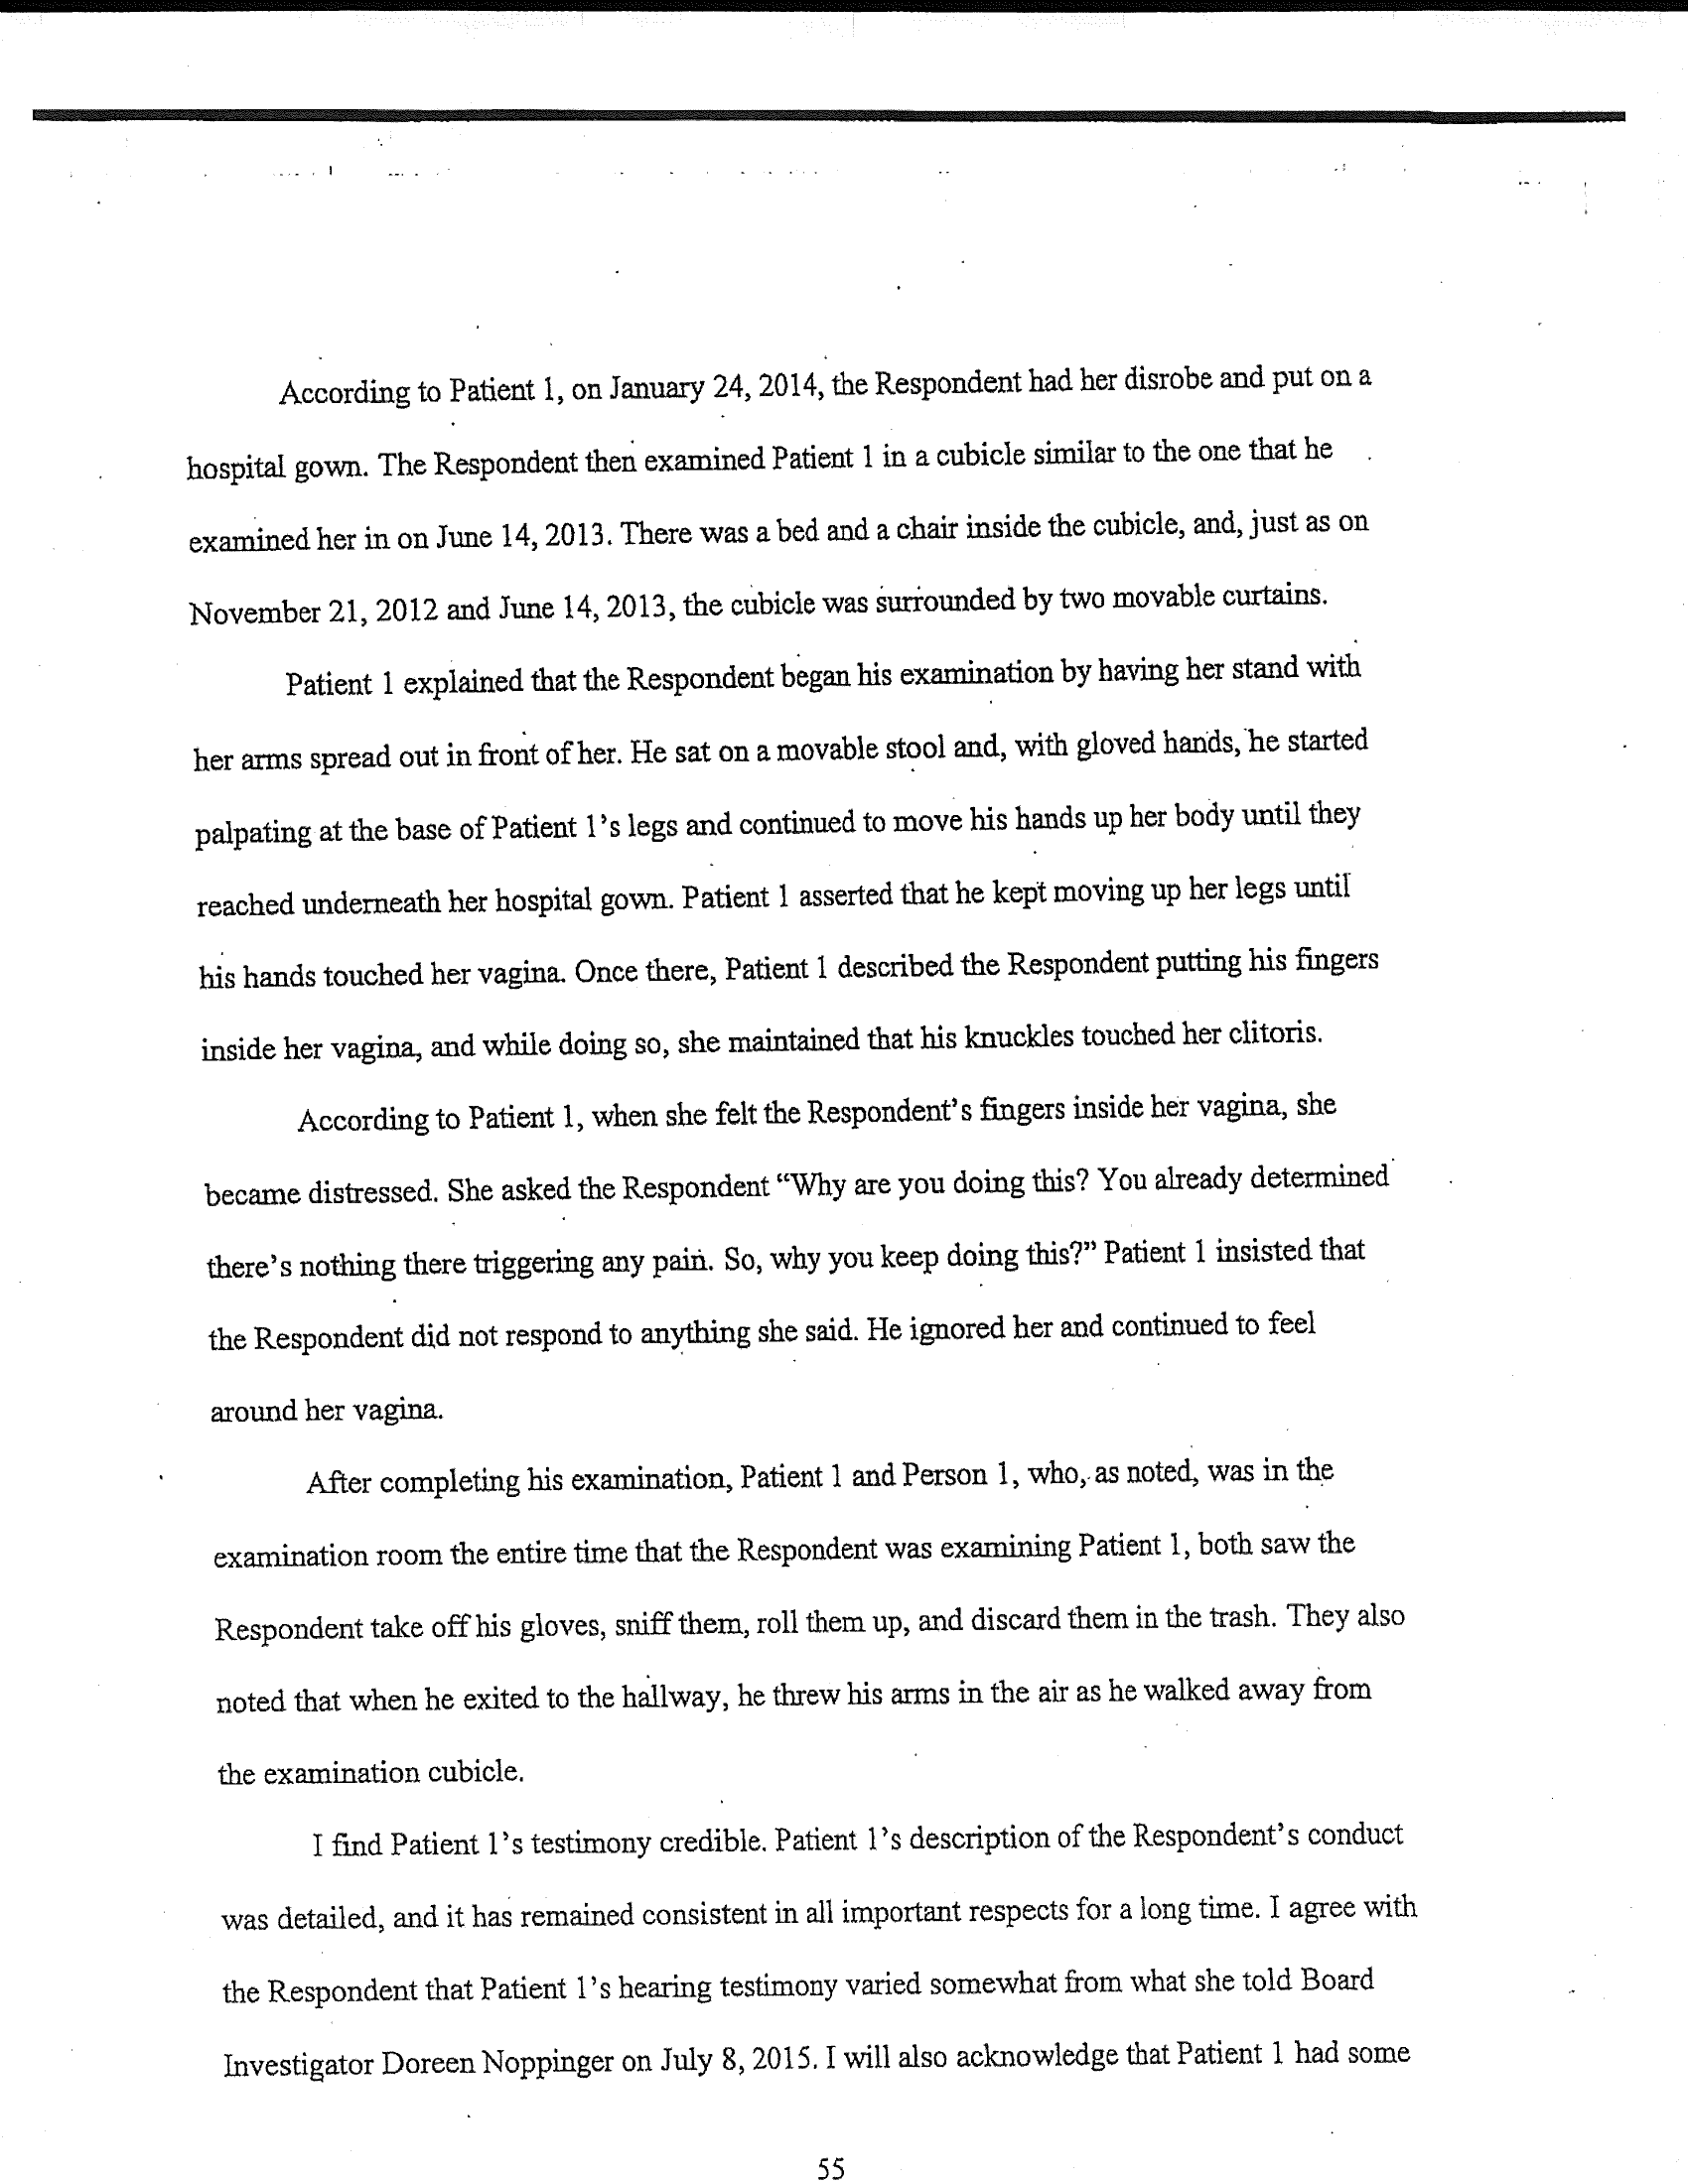 According to Patient 1, on January 24, 2014, the Respondent had her disrobe and put on a
hospital gown. The Respondent then examined Patient 1 in a cubicle similar to the one that he
examined her in on June 14, 2013. There was a bed and a chair inside the cubicle, and, just as on
November 21, 2012 and June 14, 2013, the cubicle was surrounded by two movable curtains.
Patient 1 explained that the Respondent began his examination by having her stand with
her arms spread out in front of her. He sat on a movable stool and, with gloved hands, he started
palpating at the base of Patient 1's legs and continued to move his hands up her body until they
reached underneath her hospital gown. Patient 1 asserted that he kept moving up her legs until
his hands touched her vagina. Once there, Patient 1 described the Respondent putting his fingers
inside her vagina, and while doing so, she maintained that his knuckles touched her clitoris.
According to Patient 1, when she felt the Respondent's fingers inside her vagina, she
became distressed. She asked the Respondent “Why are you doing this? You already determined
there's nothing there triggering any pain. So, why you keep doing this?” Patient 1 insisted that
the Respondent did not respond to anything she said. He ignored her and continued to feel
around her vagina.
After completing his examination, Patient 1 and Person 1, who, as noted, was in the
examination room the entire time that the Respondent was examining Patient 1, both saw the
Respondent take off his gloves, sniff them, roll them up, and discard them in the trash. They also
noted that when he exited to the hallway, he threw his arms in the air as he walked away from
the examination cubicle.
I find Patient 1's testimony credible. Patient 1's description of the Respondent's conduct
was detailed, and it has remained consistent in all important respects for a long time. I agree with
the Respondent that Patient 1's hearing testimony varied somewhat from what she told Board
Investigator Doreen Noppinger on July 8, 2015. I will also acknowledge that Patient 1 had some
55